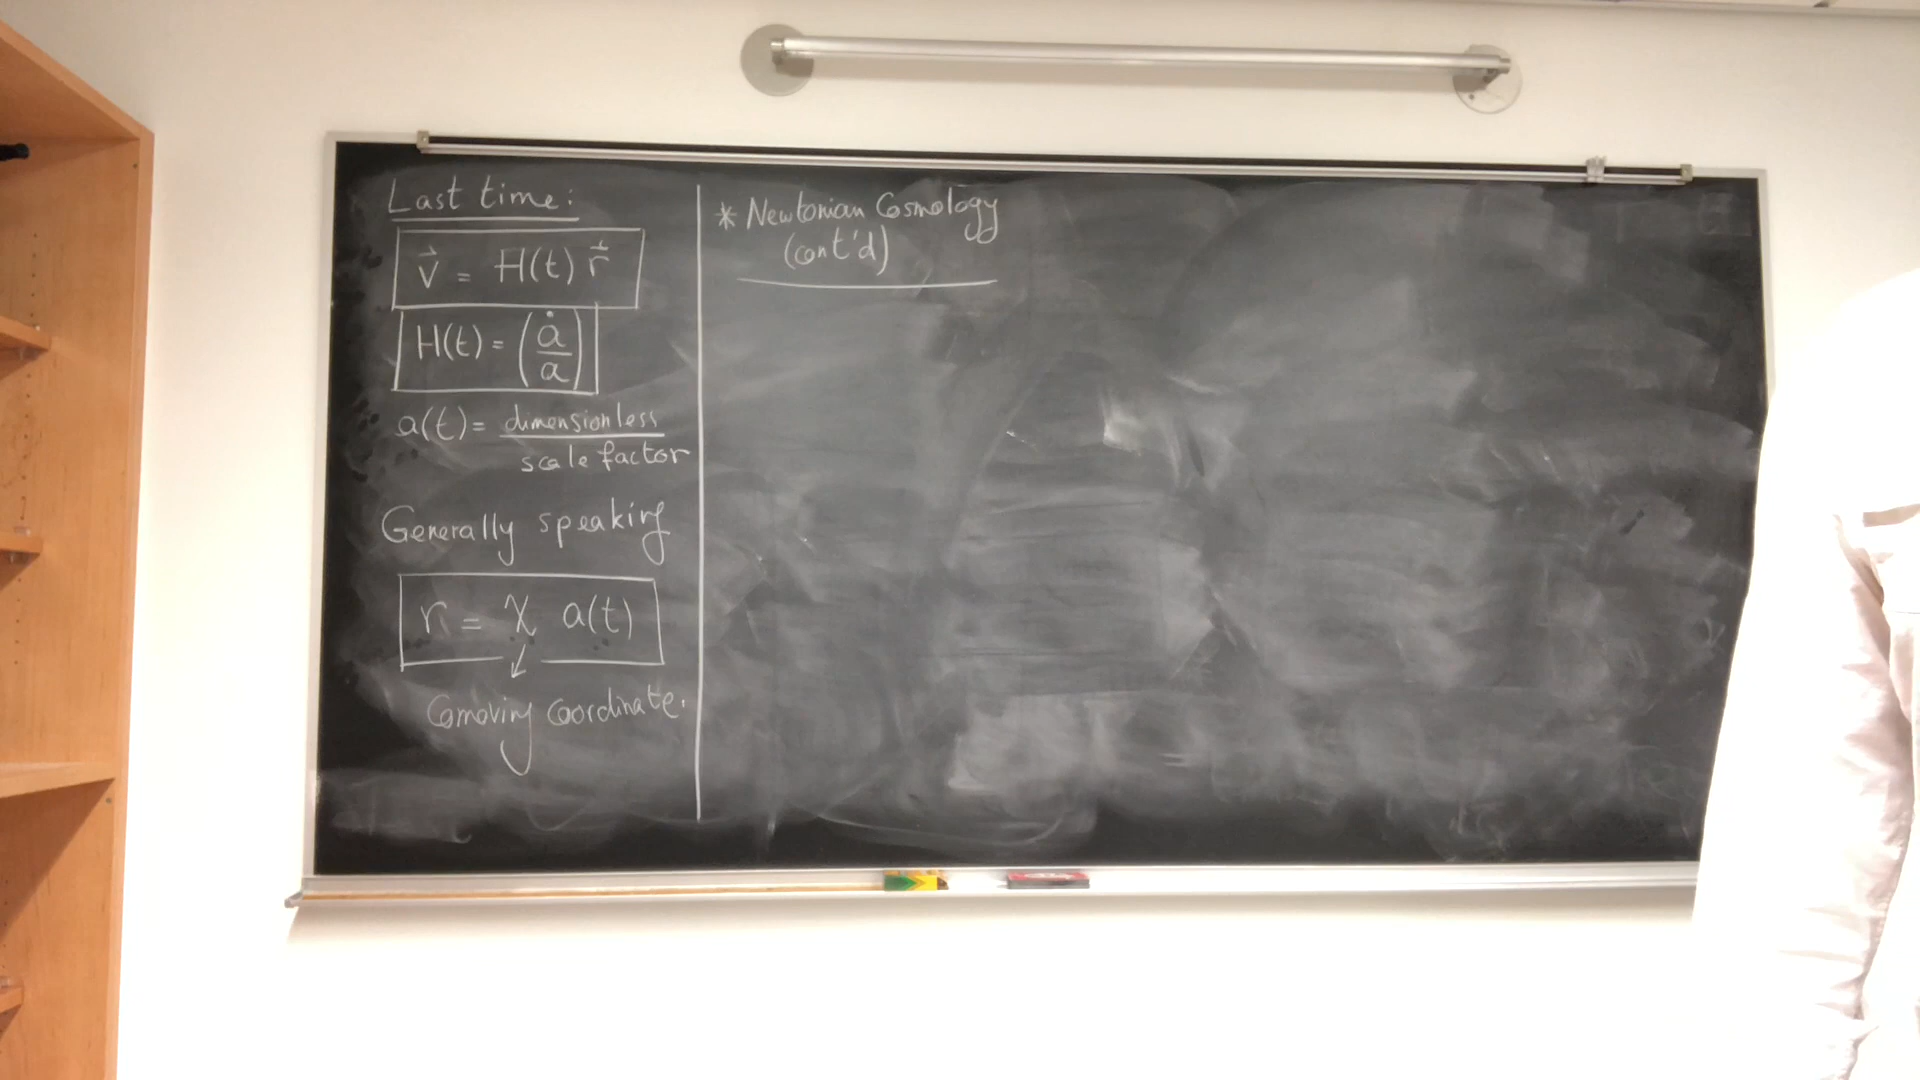 Last time:
v⃗ = H(t) r⃗
H(t) = (ȧ/a)
a(t) = dimensionless
scale factor
Generally speaking
r = χ a(t)
↙
Comoving coordinate.
* Newtonian Cosmology
(cont'd)